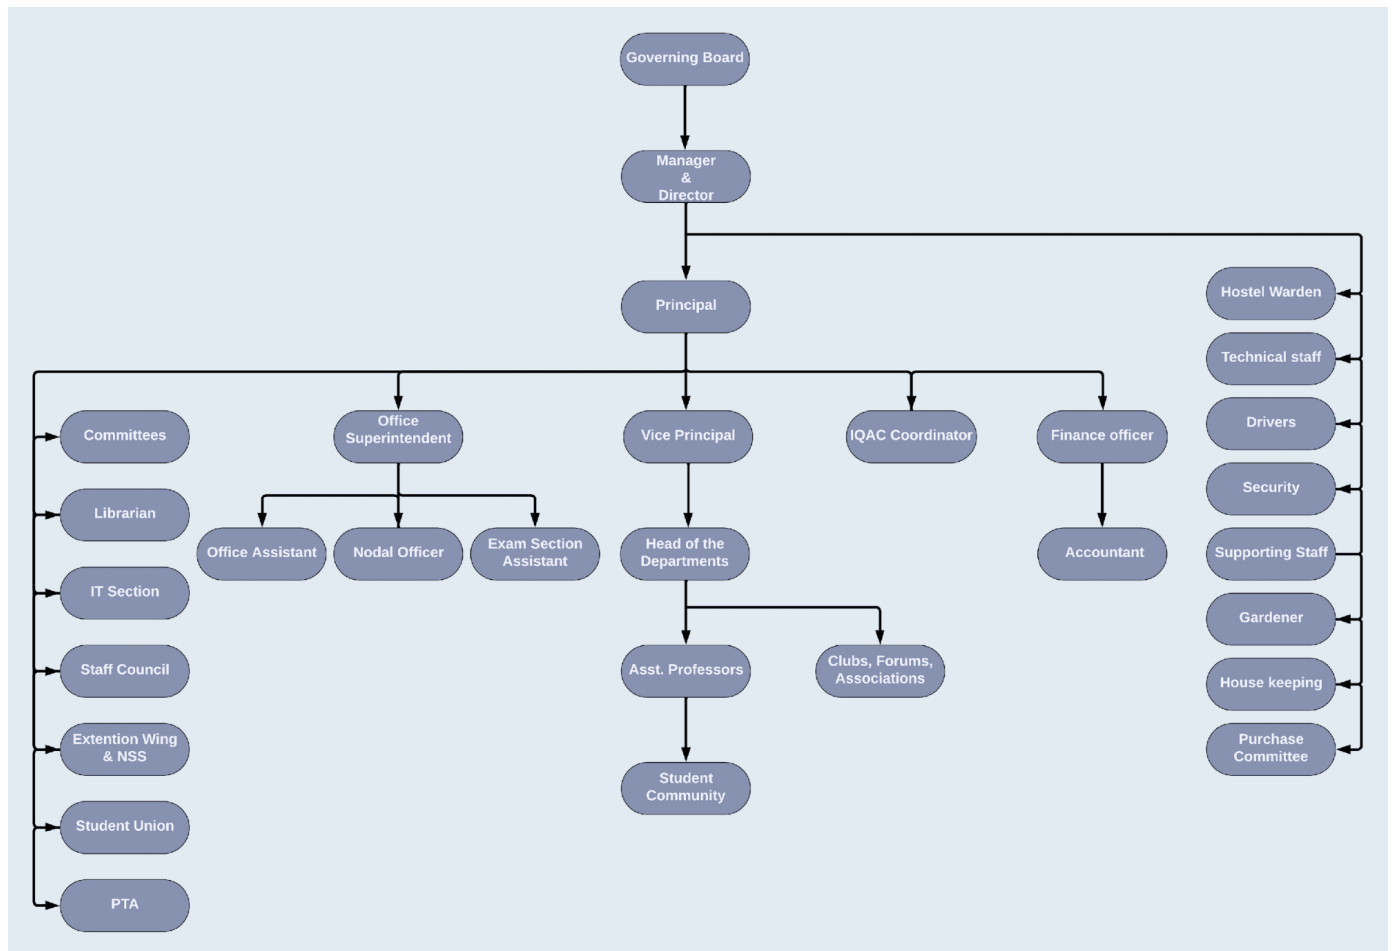 Governing Board
Manager
&
Director
Principal
Hostel Warden
Technical staff
Drivers
Security
Supporting Staff
Gardener
House keeping
Purchase
Committee
Committees
Librarian
IT Section
Staff Council
Extention Wing
& NSS
Student Union
PTA
Office
Superintendent
Office Assistant
Nodal Officer
Exam Section
Assistant
Vice Principal
Head of the
Departments
Asst. Professors
Clubs, Forums,
Associations
Student
Community
IQAC Coordinator
Finance officer
Accountant